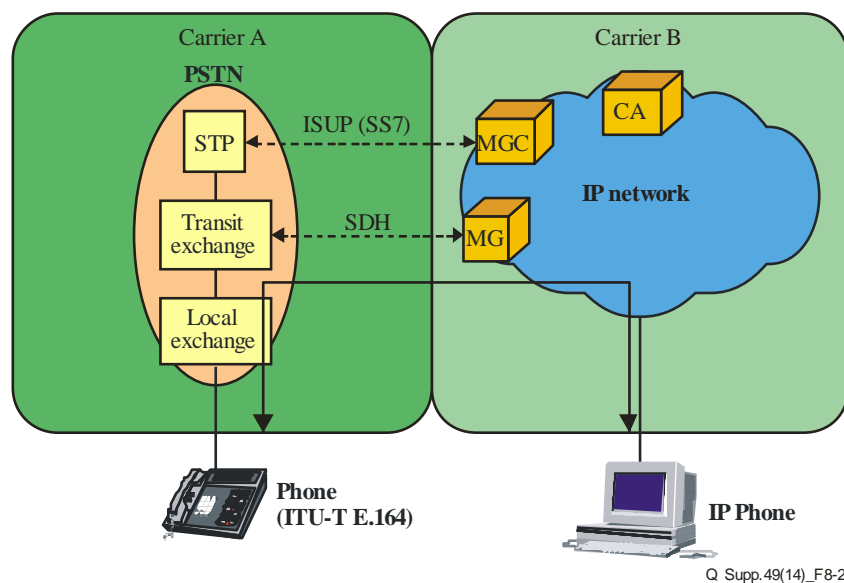 Carrier A
Carrier B
PSTN
STP
ISUP (SS7)
MGC
CA
IP network
Transit
exchange
SDH
MG
Local
exchange
Phone
(ITU-T E.164)
IP Phone
Q Supp.49(14)_F8-2